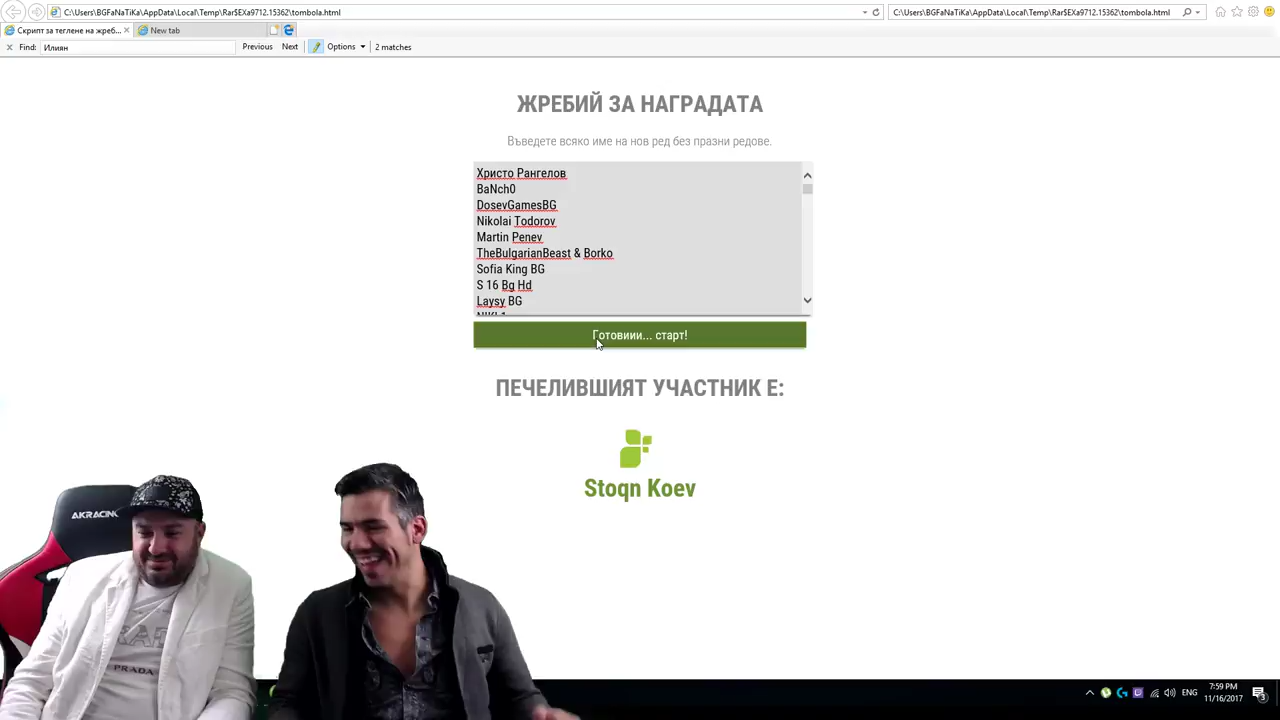 C:\Users\BGFaNaTiKa\AppData\Local\Temp\Rar$EXa9712.15362\tombola.html
C:\Users\BGFaNaTiKa\AppData\Local\Temp\Rar$EXa9712.15362\tombola.html
Скрипт за теглене на жреб...
New tab
Find: Илиян
Previous Next Options 2 matches
ЖРЕБИЙ ЗА НАГРАДАТА
Въведете всяко име на нов ред без празни редове.
Христо Рангелов
BaNch0
DosevGamesBG
Nikolai Todorov
Martin Penev
TheBulgarianBeast & Borko
Sofia King BG
S 16 Bg Hd
Laysy BG
Готовиии... старт!
ПЕЧЕЛИВШИЯТ УЧАСТНИК Е:
Stoqn Koev
AKRACING
PRADA
ENG
7:59 PM
11/16/2017